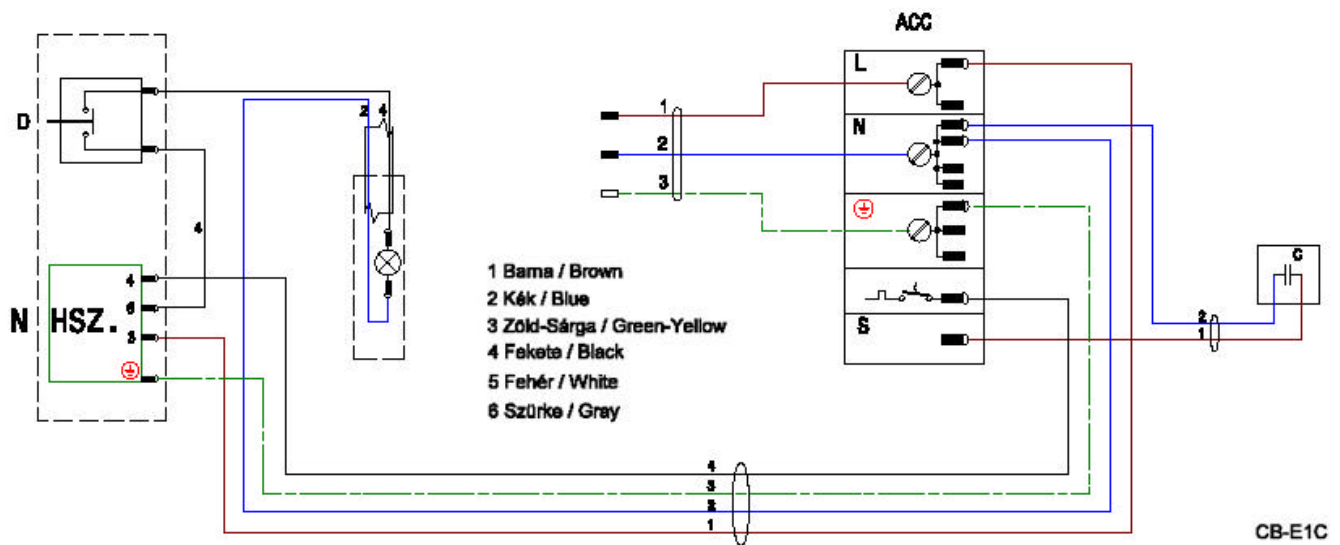 ACC
L
N
S
D
N HSZ.
4
6
3
4
2 4
1
2
3
1 Barna / Brown
2 Kék / Blue
3 Zöld-Sárga / Green-Yellow
4 Fekete / Black
5 Fehér / White
6 Szürke / Gray
C
2
1
4
3
2
1
CB-E1C